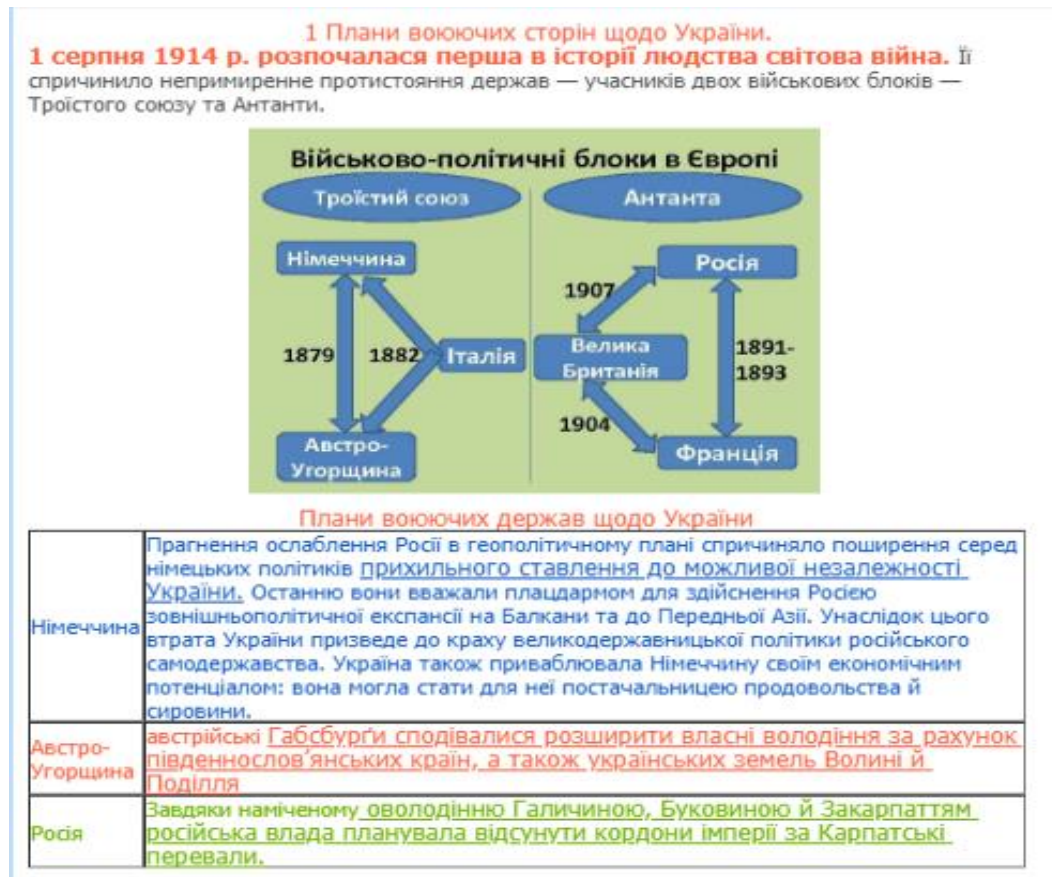 1 Плани воюючих сторін щодо України.
1 серпня 1914 р. розпочалася перша в історії людства світова війна. Її
спричинило непримиренне протистояння держав — учасників двох військових блоків —
Троїстого союзу та Антанти.
Військово-політичні блоки в Європі
Троїстий союз
Антанта
Німеччина
Росія
1907
1879
1882
Італія
Велика
Британія
1891-
1893
1904
Австро-
Угорщина
Франція
Плани воюючих держав щодо України
Німеччина
Прагнення ослаблення Росії в геополітичному плані спричиняло поширення серед
німецьких політиків прихильного ставлення до можливої незалежності
України. Останню вони вважали плацдармом для здійснення Росією
зовнішньополітичної експансії на Балкани та до Передньої Азії. Унаслідок цього
втрата України призведе до краху великодержавницької політики російського
самодержавства. Україна також приваблювала Німеччину своїм економічним
потенціалом: вона могла стати для неї постачальницею продовольства й
сировини.
Австро-
Угорщина
австрійські Габсбурґи сподівалися розширити власні володіння за рахунок
південнослов’янських країн, а також українських земель Волині й
Поділля
Росія
Завдяки наміченому оволодінню Галичиною, Буковиною й Закарпаттям
російська влада планувала відсунути кордони імперії за Карпатські
перевали.